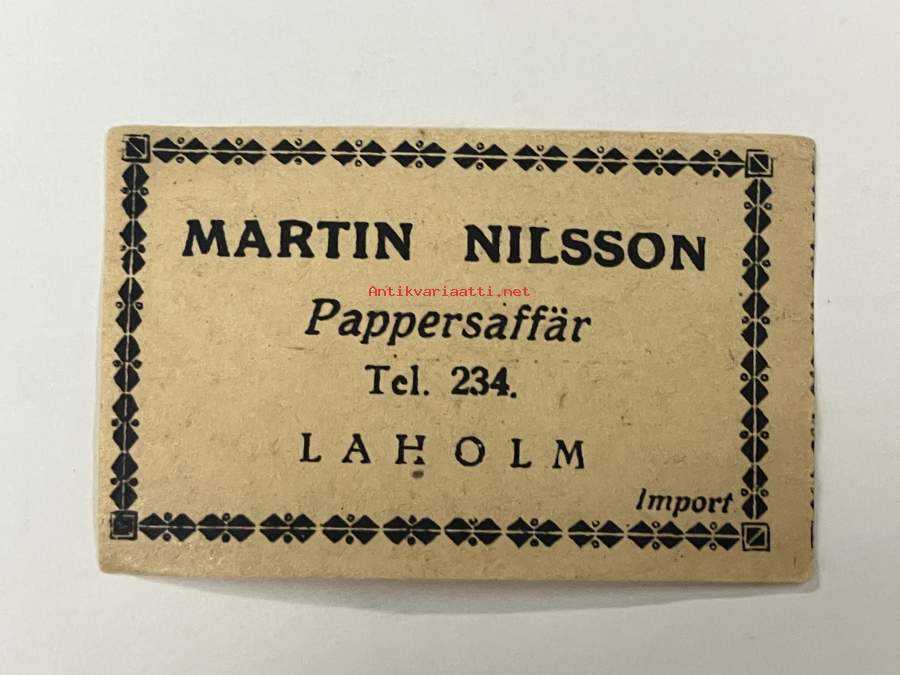 MARTIN NILSSON
Antikvariaatti.net
Pappersaffär
Tel. 234.
LAHOLM
Import